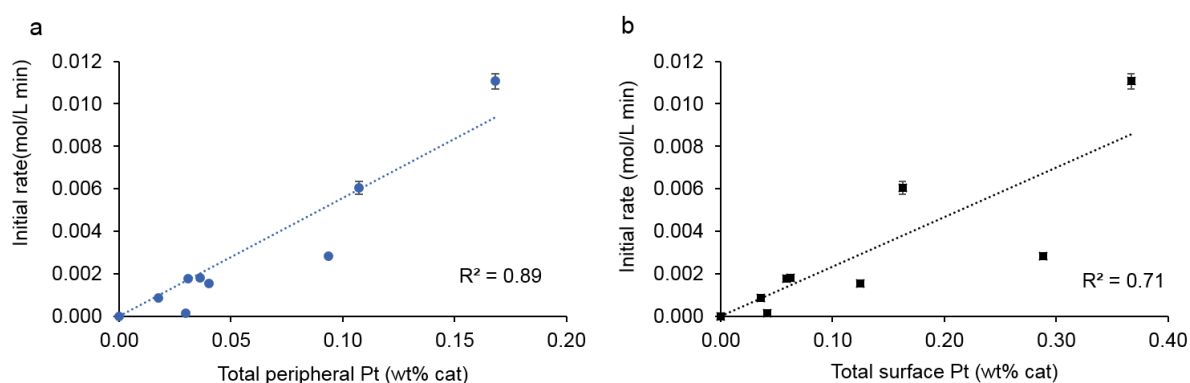 a
Initial rate(mol/L min)
0.012
0.010
0.008
0.006
0.004
0.002
0.000
0.00 0.05 0.10 0.15 0.20
Total peripheral Pt (wt% cat)
R² = 0.89
b
Initial rate (mol/L min)
0.012
0.010
0.008
0.006
0.004
0.002
0.000
0.00 0.10 0.20 0.30 0.40
Total surface Pt (wt% cat)
R² = 0.71